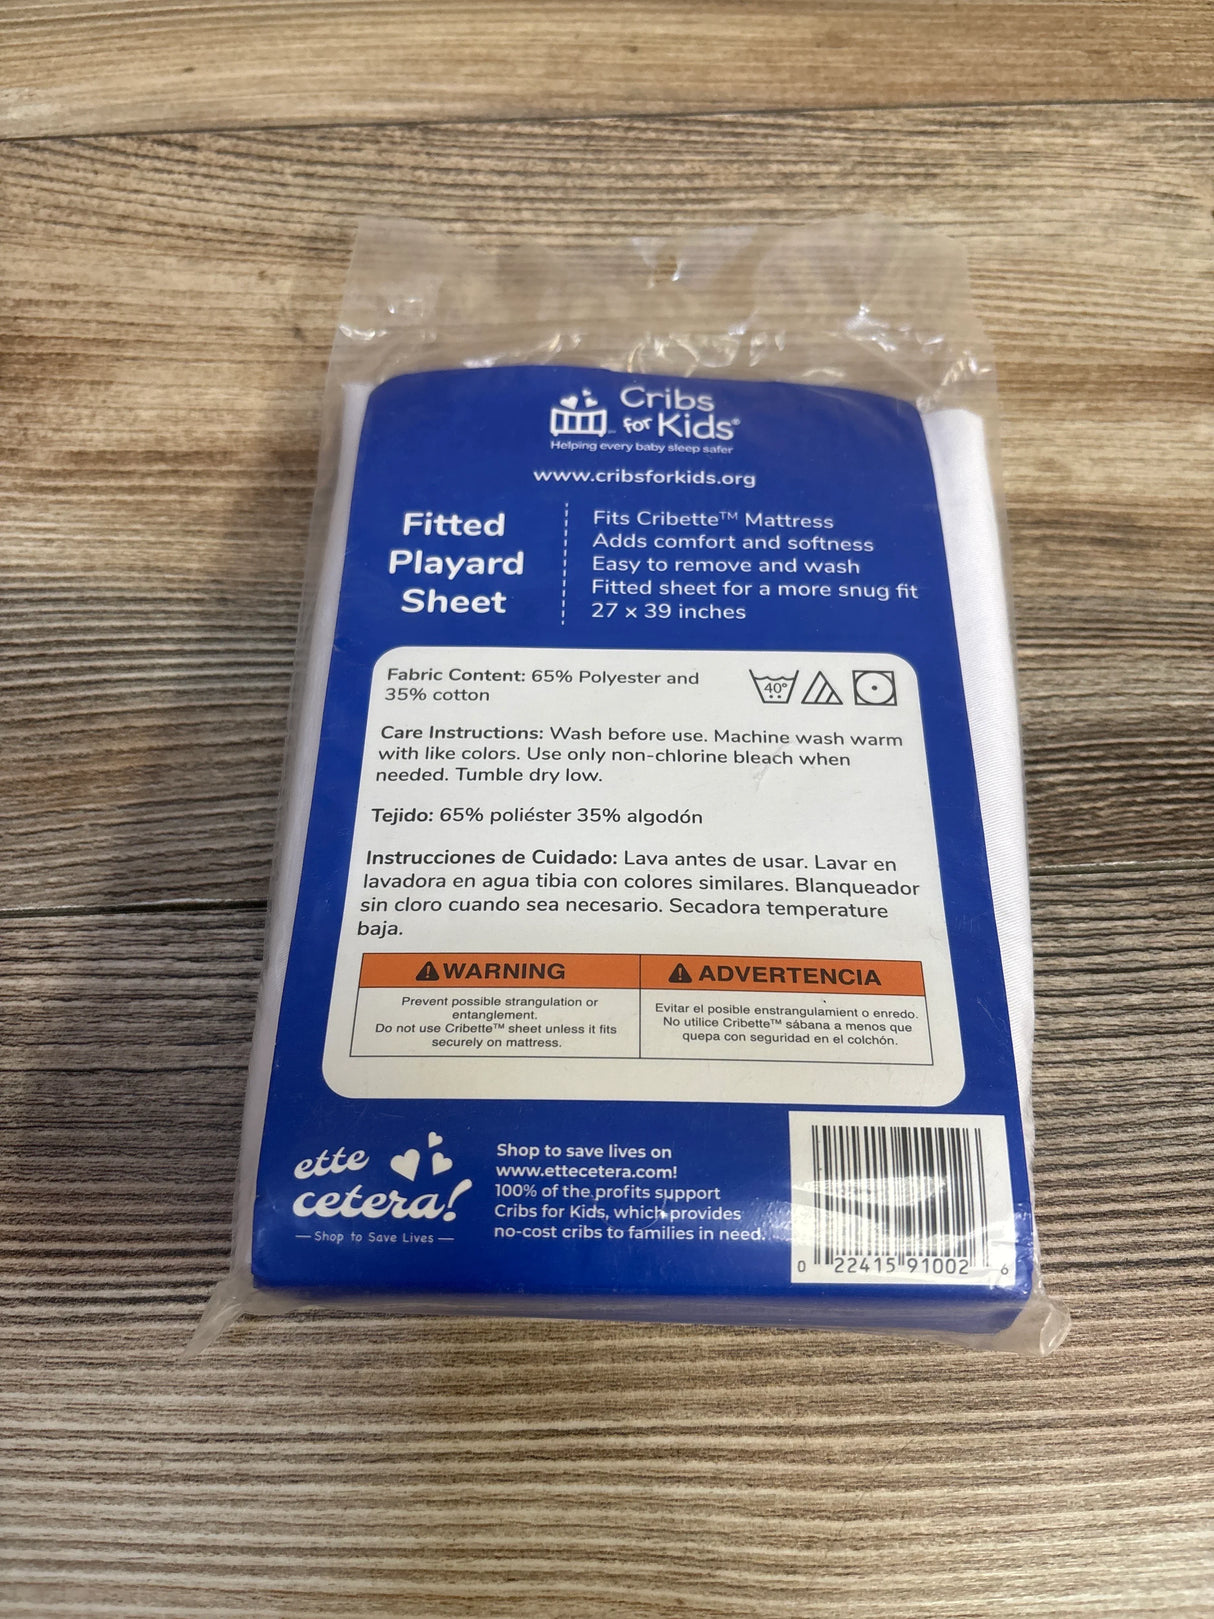 Cribs
for Kids®
Helping every baby sleep safer
www.cribsforkids.org
Fitted
Playard
Sheet
Fits Cribette™ Mattress
Adds comfort and softness
Easy to remove and wash
Fitted sheet for a more snug fit
27 x 39 inches
Fabric Content: 65% Polyester and
35% cotton
40°
Care Instructions: Wash before use. Machine wash warm
with like colors. Use only non-chlorine bleach when
needed. Tumble dry low.
Tejido: 65% poliéster 35% algodón
Instrucciones de Cuidado: Lava antes de usar. Lavar en
lavadora en agua tibia con colores similares. Blanqueador
sin cloro cuando sea necesario. Secadora temperature
baja.
WARNING
Prevent possible strangulation or
entanglement.
Do not use Cribette™ sheet unless it fits
securely on mattress.
ADVERTENCIA
Evitar el posible enstrangulamient o enredo.
No utilice Cribette™ sábana a menos que
quepa con seguridad en el colchón.
ette
cetera!
Shop to Save Lives
Shop to save lives on
www.ettecetera.com!
100% of the profits support
Cribs for Kids, which provides
no-cost cribs to families in need.
0 22415 91002 6